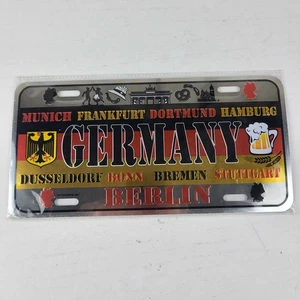 MUNICH FRANKFURT DORTMUND HAMBURG
GERMANY
DUSSELDORF BONN BREMEN STUTTGART
BERLIN